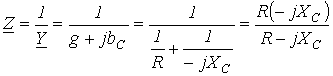 Z = 1/Y = 1/(g + jb_C) = 1/(1/R + 1/(-jX_C)) = R(-jX_C)/(R - jX_C)